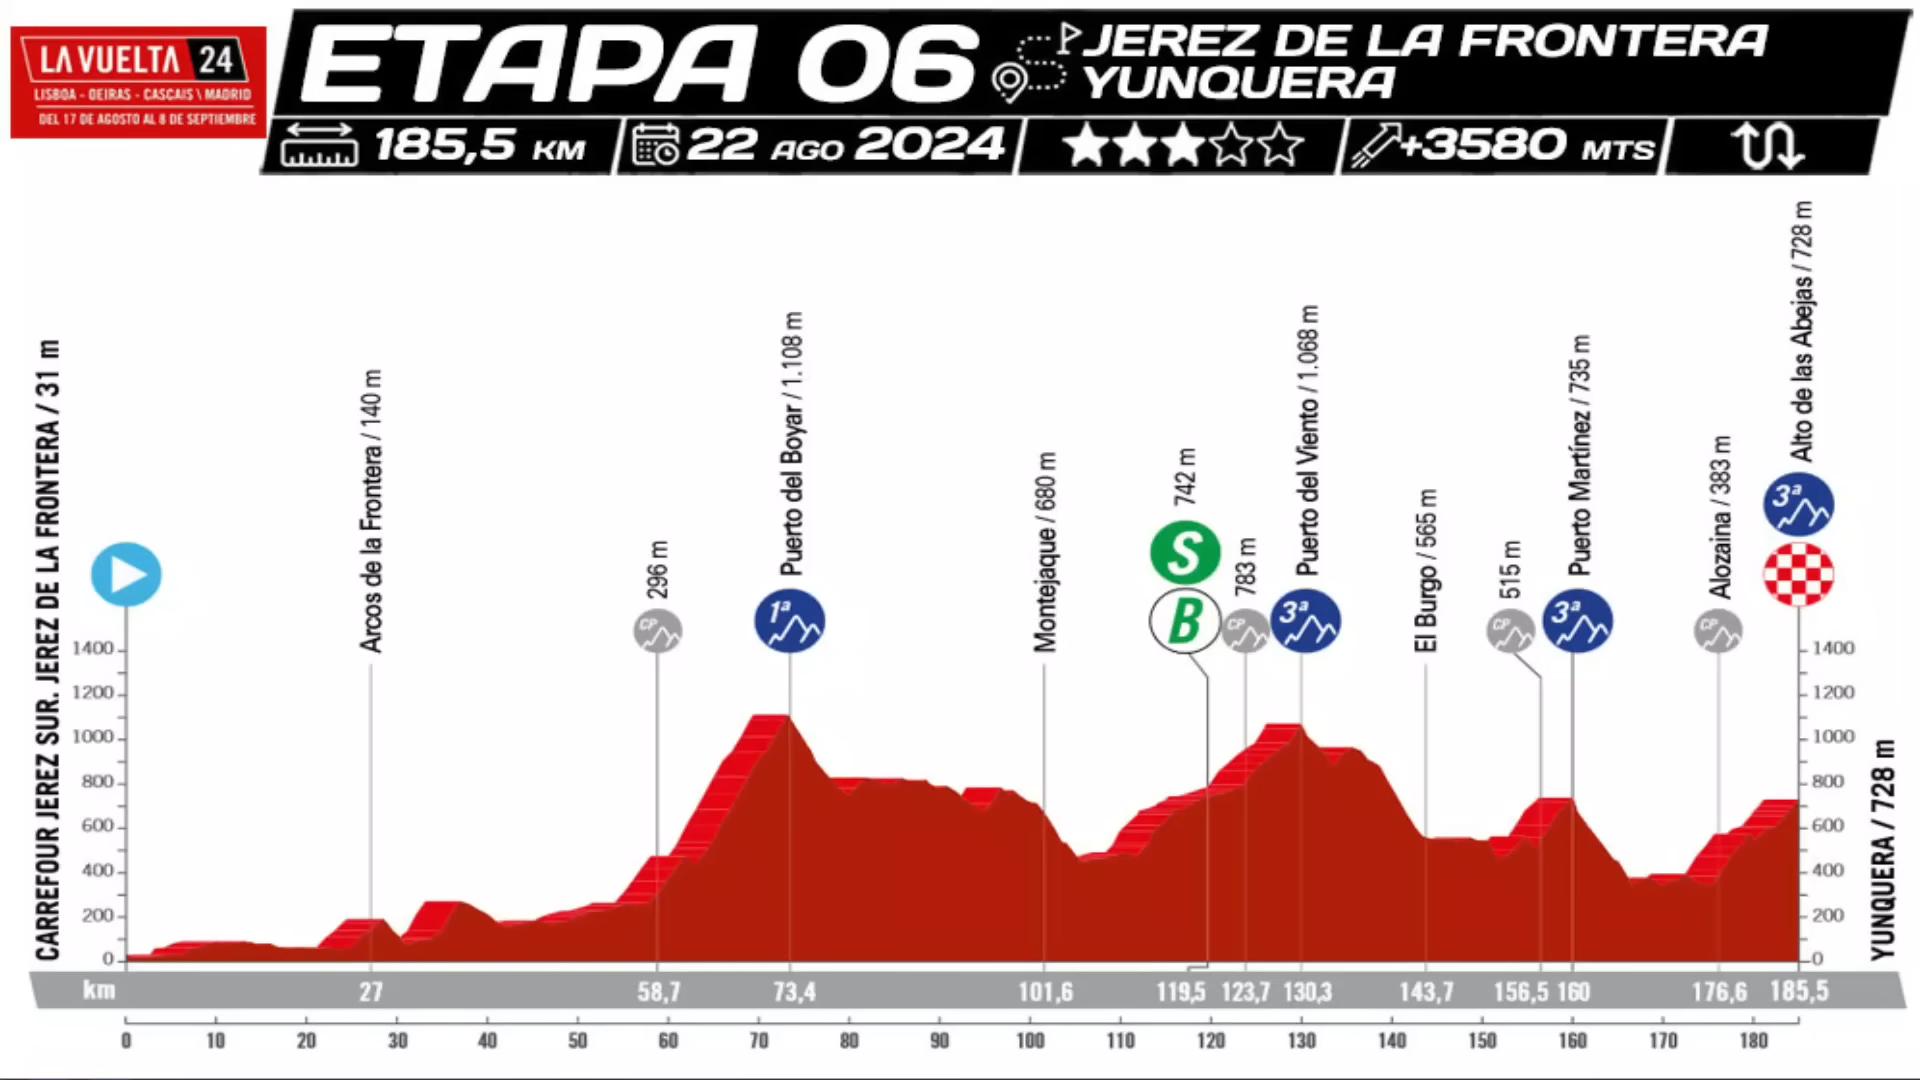 LA VUELTA 24
LISBOA - OEIRAS - CASCAIS \ MADRID
DEL 17 DE AGOSTO AL 8 DE SEPTIEMBRE
ETAPA 06
JEREZ DE LA FRONTERA
YUNQUERA
185,5 KM
22 AGO 2024
+3580 MTS
CARREFOUR JEREZ SUR. JEREZ DE LA FRONTERA / 31 m
Arcos de la Frontera / 140 m
296 m
CP
Puerto del Boyar / 1.108 m
1ª
Montejaque / 680 m
742 m
S
B
783 m
CP
Puerto del Viento / 1.068 m
3ª
El Burgo / 565 m
515 m
CP
Puerto Martínez / 735 m
3ª
Alozaina / 383 m
CP
Alto de las Abejas / 728 m
3ª
YUNQUERA / 728 m
1400
1200
1000
800
600
400
200
0
1400
1200
1000
800
600
400
200
0
km 27 58,7 73,4 101,6 119,5 123,7 130,3 143,7 156,5 160 176,6 185,5
0 10 20 30 40 50 60 70 80 90 100 110 120 130 140 150 160 170 180